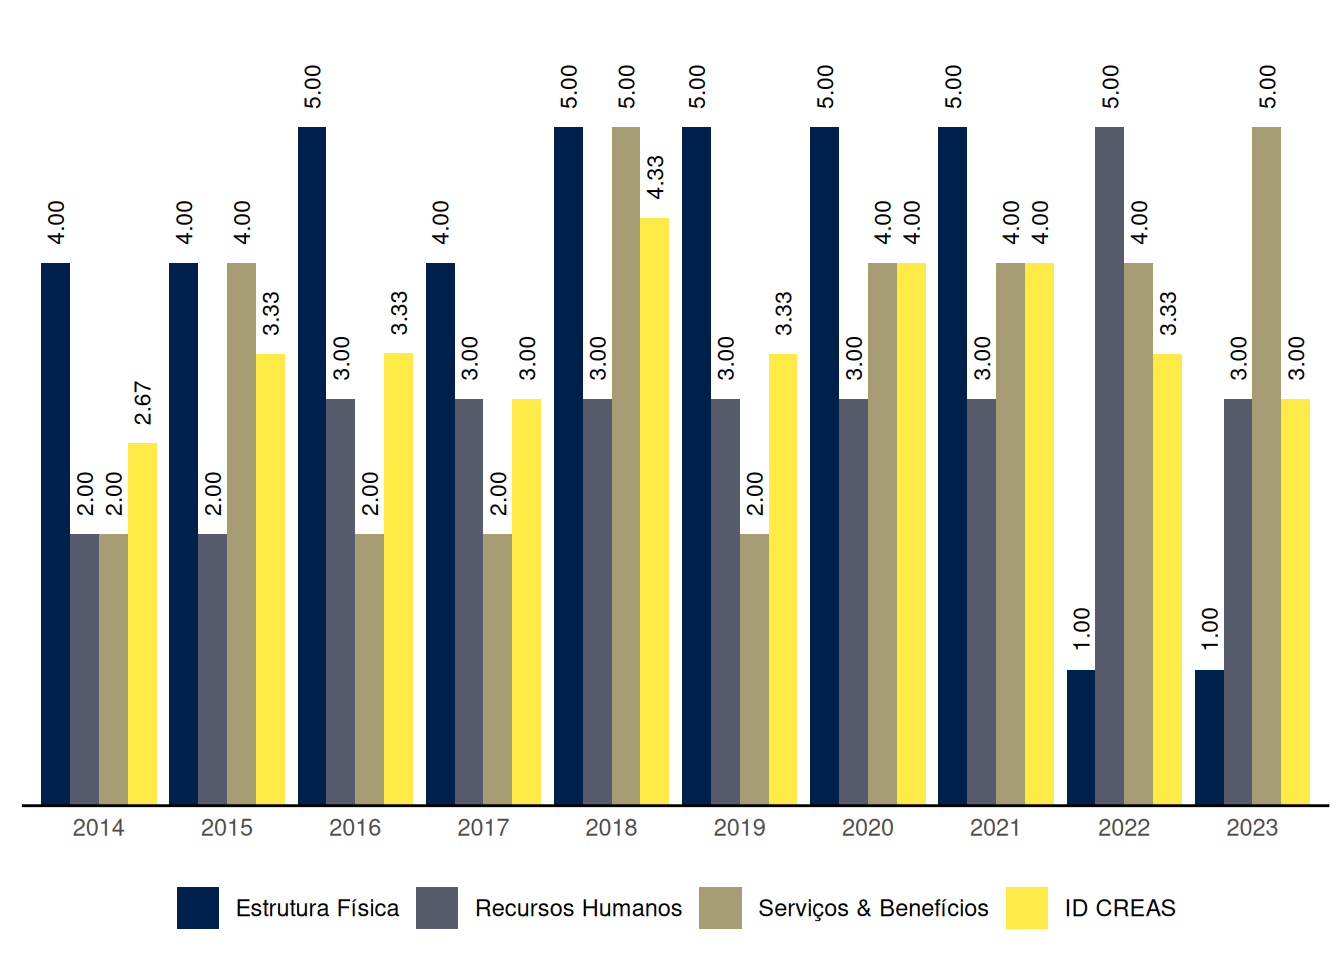 5.00 5.00 5.00 5.00 5.00 5.00 5.00 5.00
4.33
4.00 4.00 4.00 4.00 4.00 4.00 4.00 4.00 4.00
3.33 3.33 3.33 3.33
3.00 3.00 3.00 3.00 3.00 3.00 3.00 3.00 3.00
2.67
2.00 2.00 2.00 2.00 2.00 2.00
1.00 1.00
2014 2015 2016 2017 2018 2019 2020 2021 2022 2023
Estrutura Física Recursos Humanos Serviços & Benefícios ID CREAS